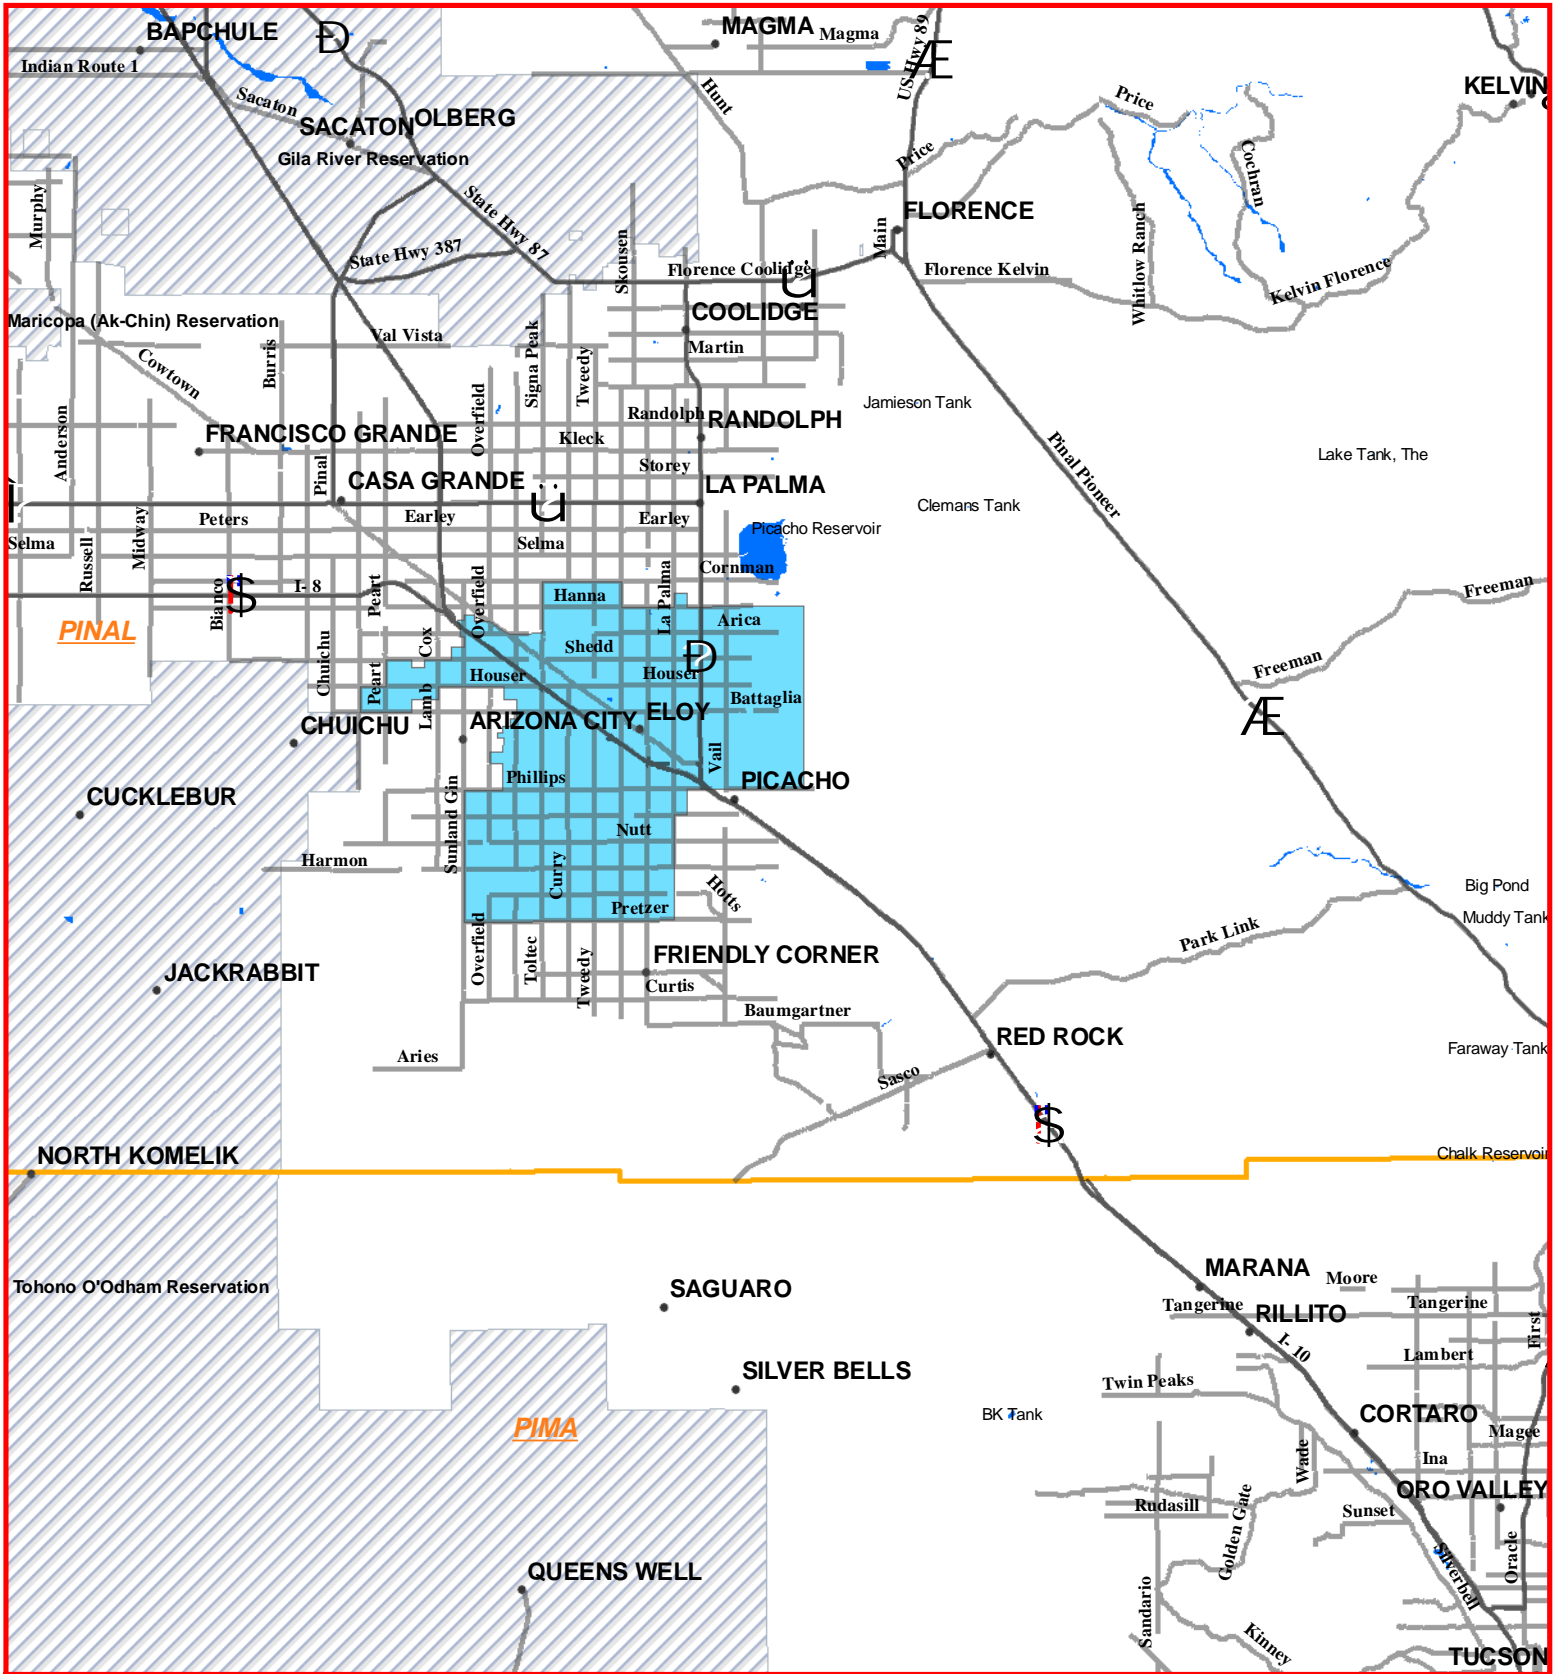 BAPCHULE
Đ
MAGMA
Magma
US Hwy 89
Æ
Indian Route 1
Hunt
KELVIN
Sacaton
SACATON
OLBERG
Price
Gila River Reservation
Price
Cochran
Murphy
State Hwy 87
FLORENCE
Main
Whitlow Ranch
State Hwy 387
Skousen
Florence Coolidge
ü
Florence Kelvin
Kelvin Florence
Maricopa (Ak-Chin) Reservation
COOLIDGE
Val Vista
Signa Peak
Burris
Martin
Cowtown
Tweedy
Overfield
Jamieson Tank
Anderson
FRANCISCO GRANDE
Randolph
RANDOLPH
Kleck
Pinal Pioneer
Lake Tank, The
Pinal
CASA GRANDE
Storey
LA PALMA
ü
Clemans Tank
Peters
Earley
Earley
Picacho Reservoir
Selma
Russell
Midway
Selma
Cornman
Bianco
$
I- 8
Peart
Overfield
Hanna
La Palma
Freeman
PINAL
Arica
Chuichu
Cox
Shedd
Đ
Freeman
Peart
Lamb
Houser
Houser
Battaglia
CHUICHU
ARIZONA CITY
ELOY
Æ
Vail
CUCKLEBUR
Phillips
PICACHO
Sunland Gin
Nutt
Harmon
Curry
Hotts
Big Pond
Pretzer
Muddy Tank
Park Link
Overfield
Toltec
Tweedy
FRIENDLY CORNER
JACKRABBIT
Curtis
Baumgartner
RED ROCK
Aries
Faraway Tank
Sasco
$
NORTH KOMELIK
Chalk Reservoir
Tohono O'Odham Reservation
SAGUARO
MARANA
Moore
Tangerine
RILLITO
Tangerine
First
I- 10
Lambert
SILVER BELLS
Twin Peaks
BK Tank
CORTARO
PIMA
Magee
Wade
Ina
ORO VALLEY
Rudasill
Golden Gate
Sunset
Silverbell
Oracle
QUEENS WELL
Sandario
Kinney
TUCSON